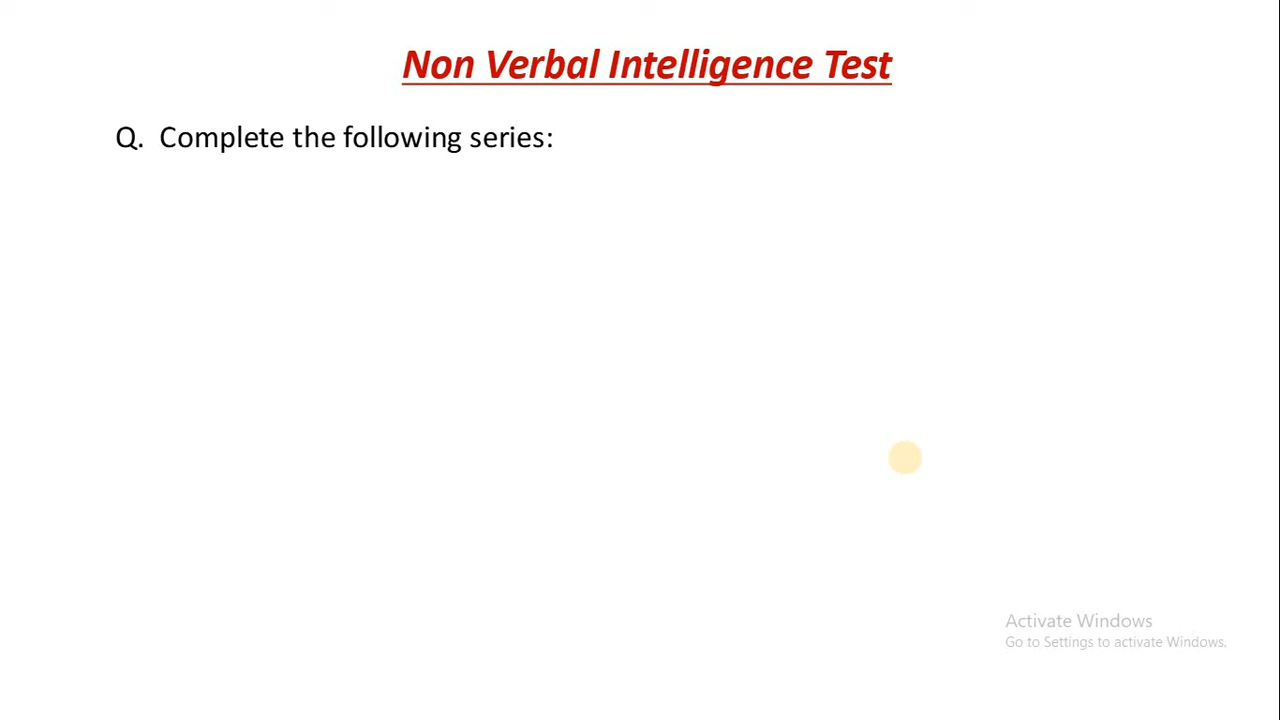 Non Verbal Intelligence Test
Q. Complete the following series:
Activate Windows
Go to Settings to activate Windows.